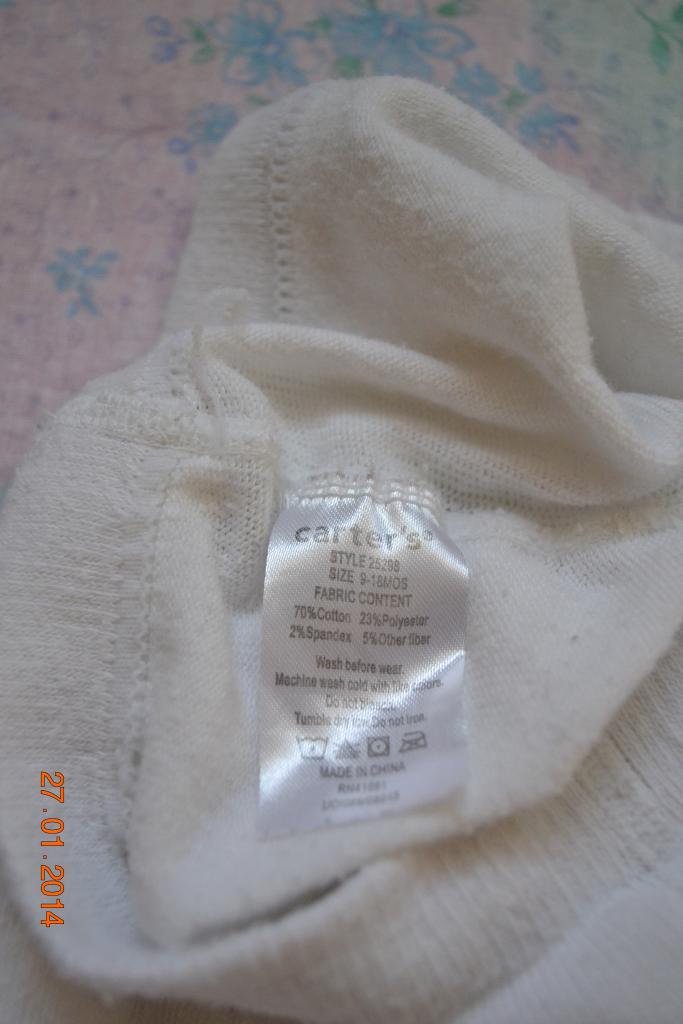 carter's®
STYLE 25298
SIZE 9-18MOS
FABRIC CONTENT
70%Cotton 23%Polyester
2%Spandex 5%Other fiber
Wash before wear.
Machine wash cold with like colors.
Do not bleach.
Tumble dry low.Do not iron.
MADE IN CHINA
27.01.2014